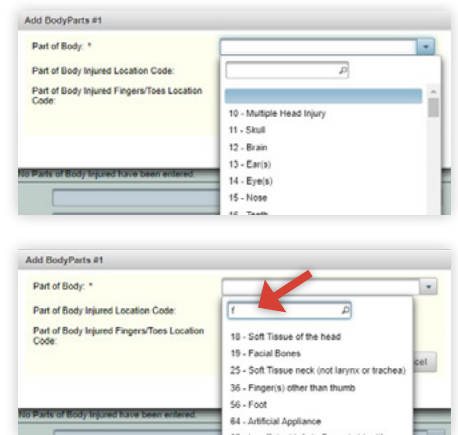 Add BodyParts #1
Part of Body: *
Part of Body Injured Location Code:
Part of Body Injured Fingers/Toes Location
Code:
10 - Multiple Head Injury
11 - Skull
12 - Brain
13 - Ear(s)
14 - Eye(s)
15 - Nose
16 - Teeth
No Parts of Body Injured have been entered.
Add BodyParts #1
Part of Body: *
Part of Body Injured Location Code:
f
Part of Body Injured Fingers/Toes Location
Code:
18 - Soft Tissue of the head
19 - Facial Bones
25 - Soft Tissue neck (not larynx or trachea)
cel
36 - Finger(s) other than thumb
56 - Foot
64 - Artificial Appliance
No Parts of Body Injured have been entered.